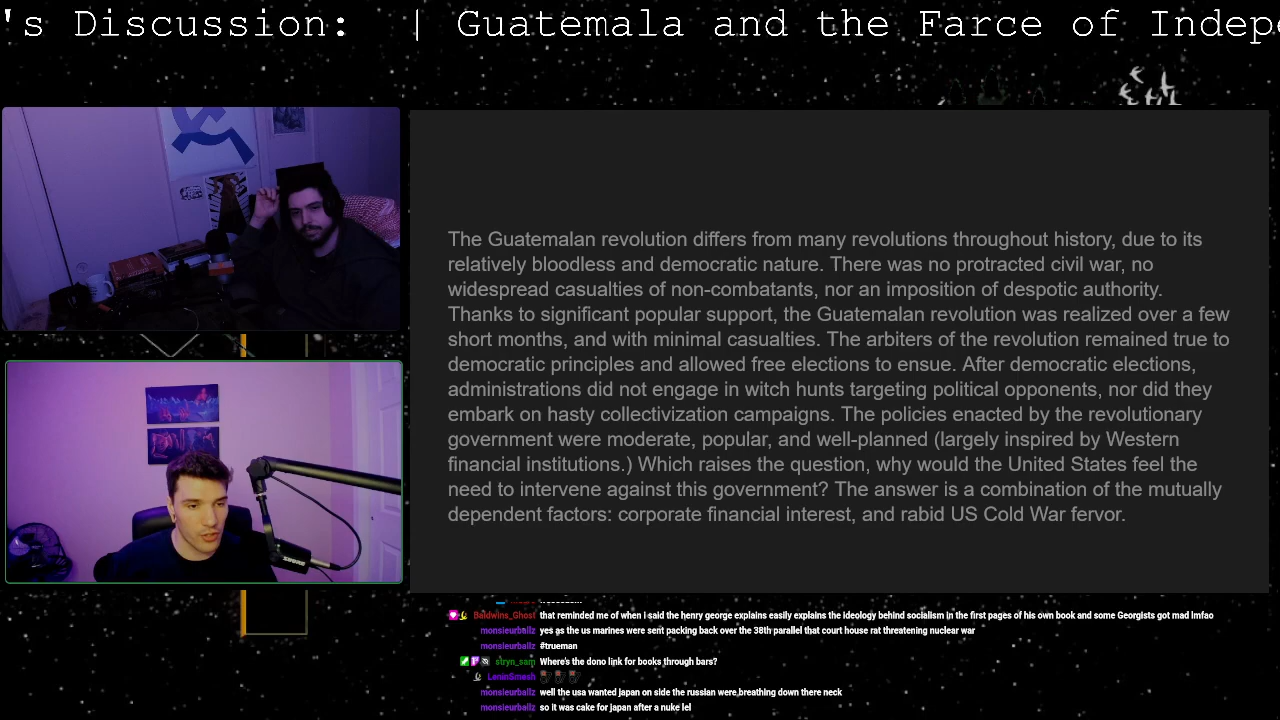 's Discussion: | Guatemala and the Farce of Indep
The Guatemalan revolution differs from many revolutions throughout history, due to its
relatively bloodless and democratic nature. There was no protracted civil war, no
widespread casualties of non-combatants, nor an imposition of despotic authority.
Thanks to significant popular support, the Guatemalan revolution was realized over a few
short months, and with minimal casualties. The arbiters of the revolution remained true to
democratic principles and allowed free elections to ensue. After democratic elections,
administrations did not engage in witch hunts targeting political opponents, nor did they
embark on hasty collectivization campaigns. The policies enacted by the revolutionary
government were moderate, popular, and well-planned (largely inspired by Western
financial institutions.) Which raises the question, why would the United States feel the
need to intervene against this government? The answer is a combination of the mutually
dependent factors: corporate financial interest, and rabid US Cold War fervor.
SHURE
Baldwins_Ghost that reminded me of when i said the henry george explains easily explains the ideology behind socialism in the first pages of his own book and some Georgists got mad lmfao
monsieurbailz yes as the us marines were sent packing back over the 38th parallel that court house rat threatening nuclear war
monsieurbailz #trueman
stryn_sam Where's the dono link for books through bars?
LeninSmesh
monsieurbailz well the usa wanted japan on side the russian were,breathing down there neck
monsieurbailz so it was cake for japan after a nuke lel